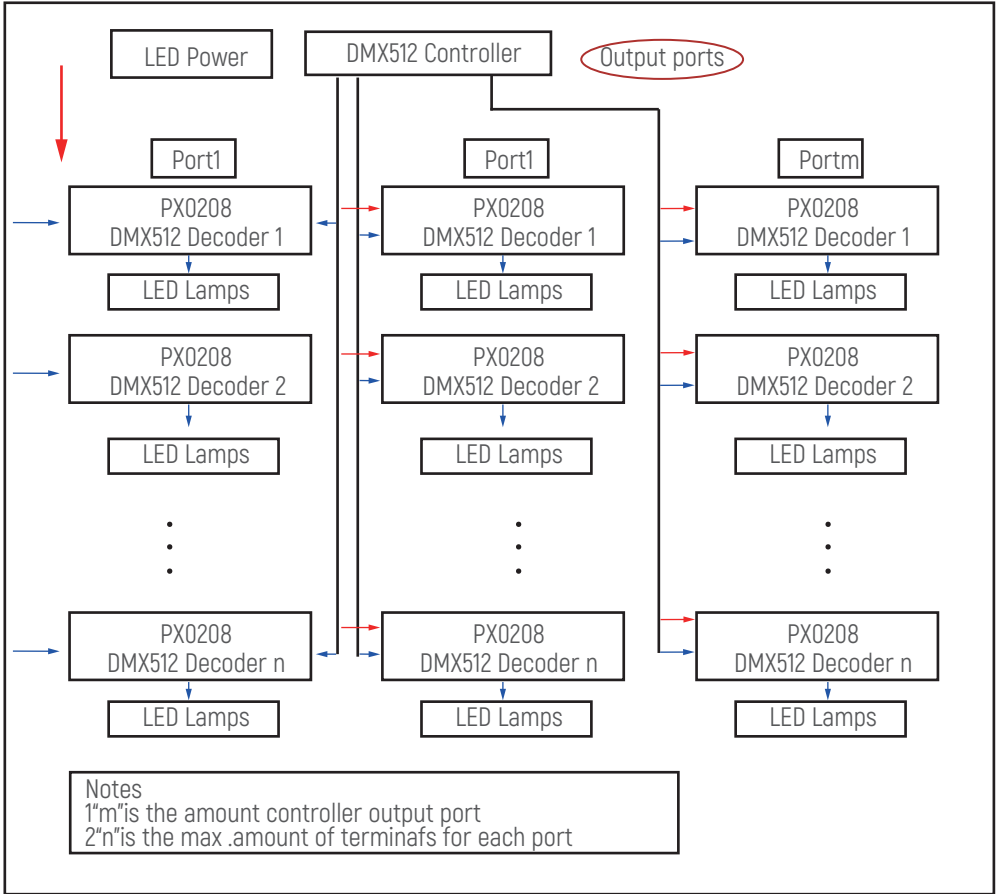 LED Power
DMX512 Controller
Output ports
Port1
Port1
Portm
PX0208
DMX512 Decoder 1
PX0208
DMX512 Decoder 1
PX0208
DMX512 Decoder 1
LED Lamps
LED Lamps
LED Lamps
PX0208
DMX512 Decoder 2
PX0208
DMX512 Decoder 2
PX0208
DMX512 Decoder 2
LED Lamps
LED Lamps
LED Lamps
PX0208
DMX512 Decoder n
PX0208
DMX512 Decoder n
PX0208
DMX512 Decoder n
LED Lamps
LED Lamps
LED Lamps
Notes
1"m"is the amount controller output port
2"n"is the max .amount of terminafs for each port